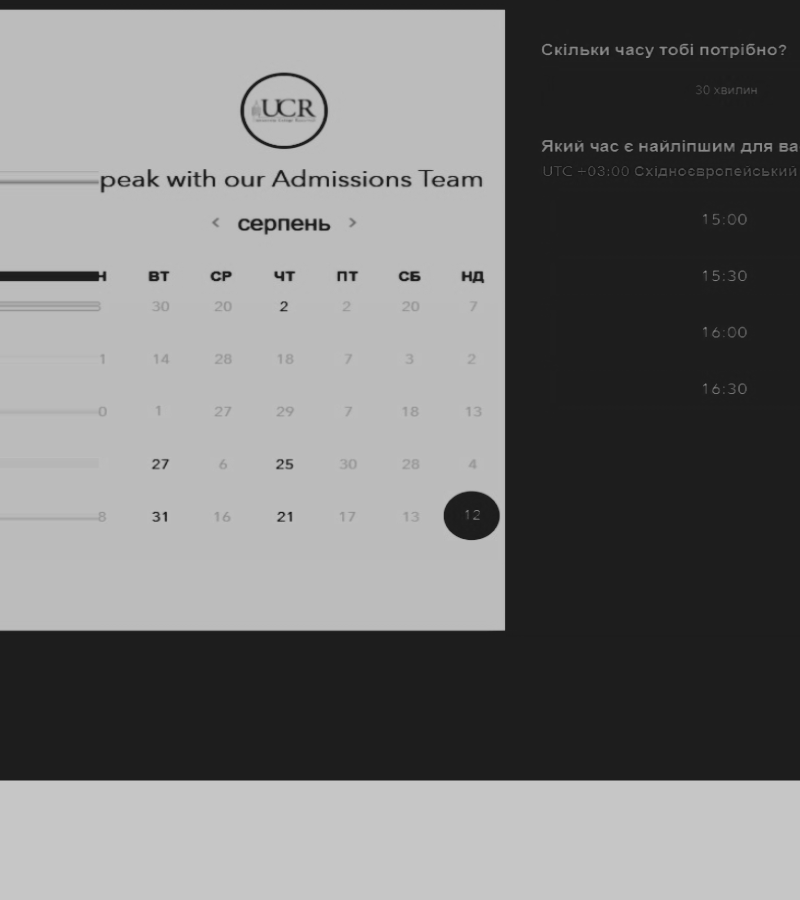 UCR
peak with our Admissions Team
< серпень >
Н ВТ СР ЧТ ПТ СБ НД
30 20 2 2 20 7
1 14 28 18 7 3 2
0 1 27 29 7 18 13
27 6 25 30 28 4
8 31 16 21 17 13 12
Скільки часу тобі потрібно?
30 хвилин
Який час є найліпшим для ва
UTC +03:00 Східноєвропейський
15:00
15:30
16:00
16:30